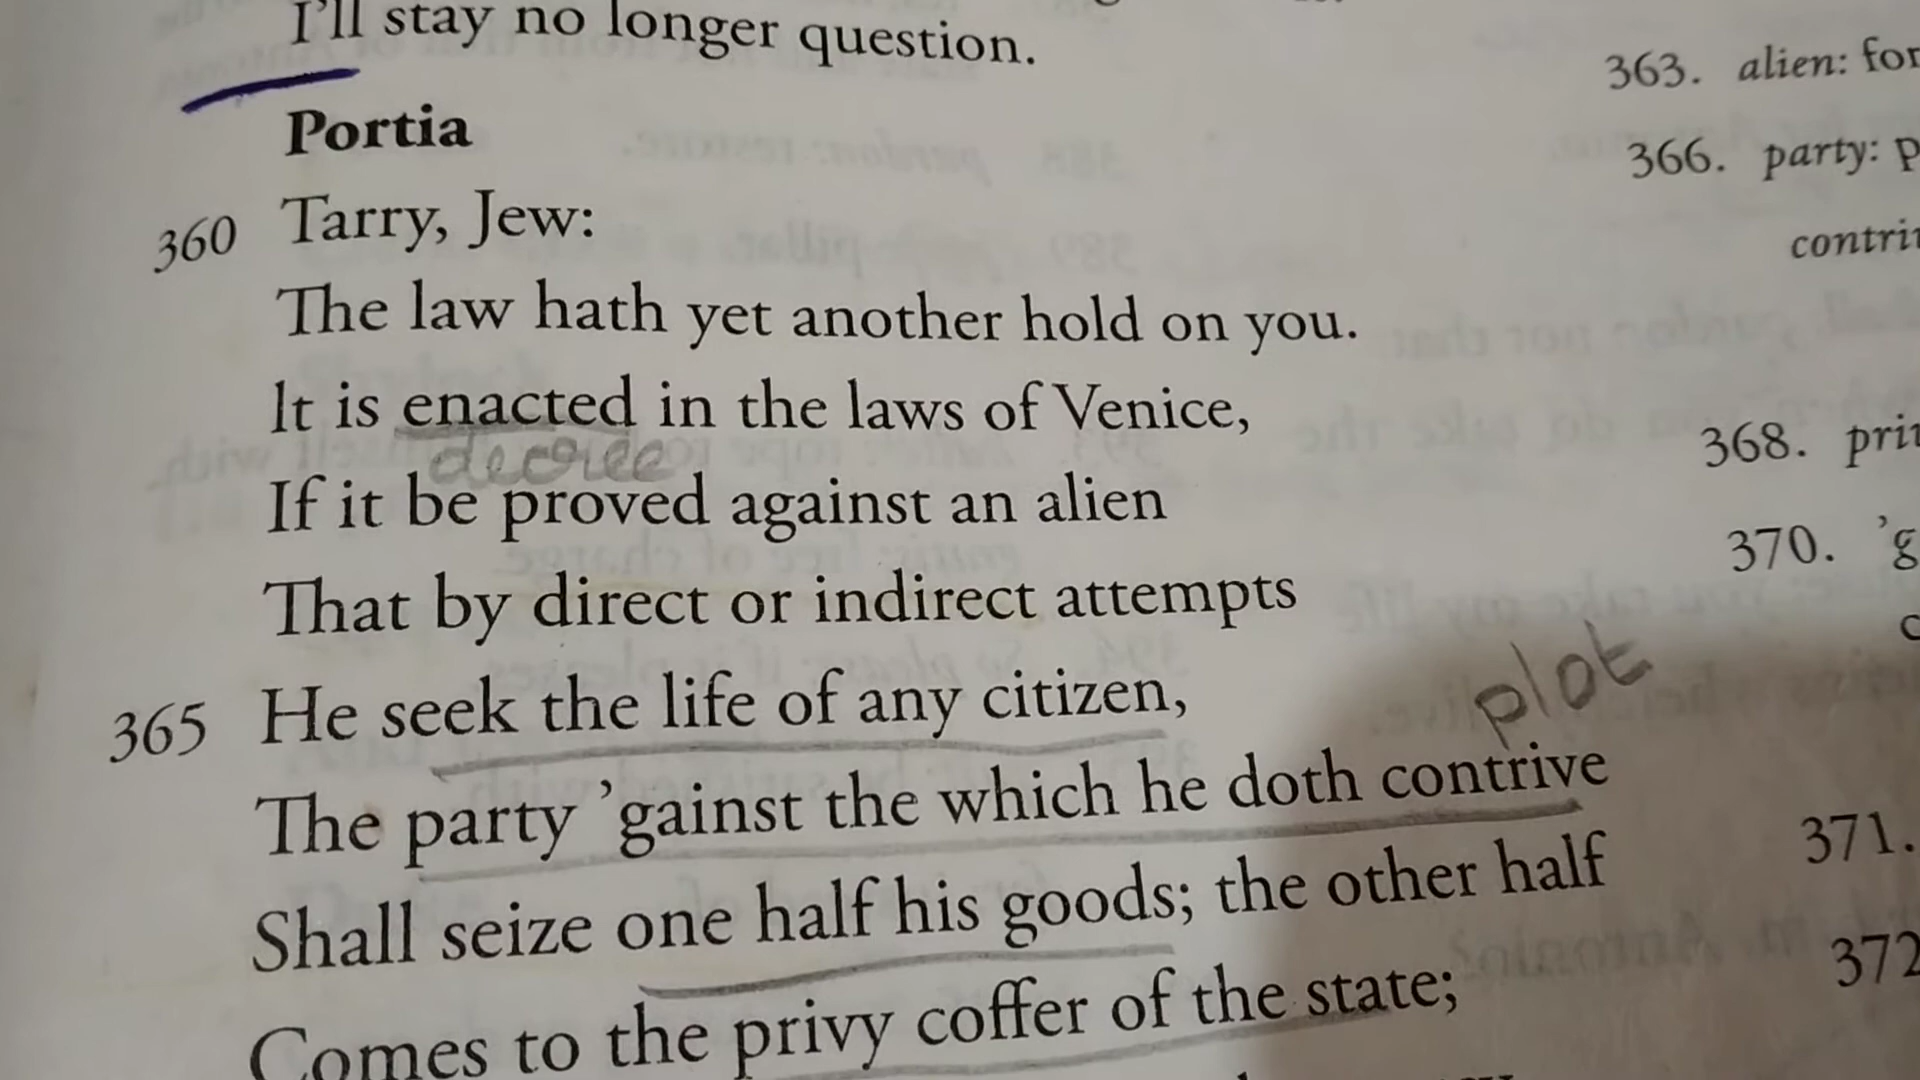 I'll stay no longer question.
Portia
360 Tarry, Jew:
The law hath yet another hold on you.
It is enacted in the laws of Venice,
decree
If it be proved against an alien
That by direct or indirect attempts
365 He seek the life of any citizen,
plot
The party ’gainst the which he doth contrive
Shall seize one half his goods; the other half
Comes to the privy coffer of the state;
363. alien:
366. party:
368.
370.
371.
372